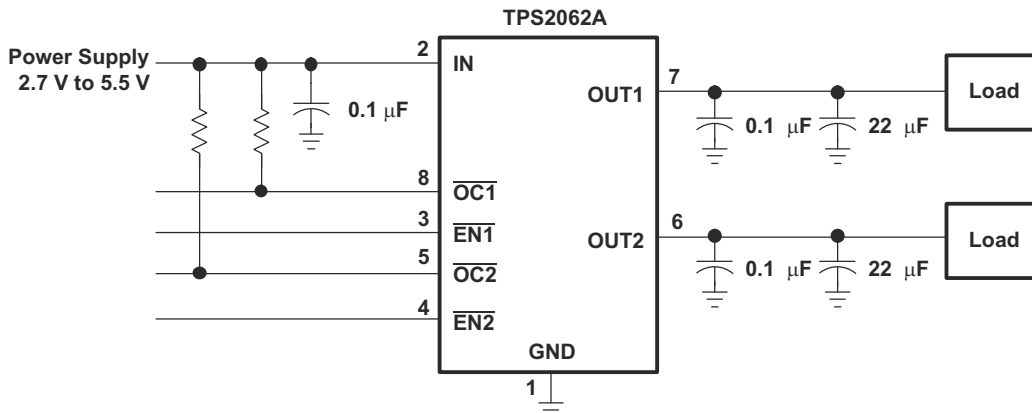 TPS2062A
Power Supply
2.7 V to 5.5 V
2
IN
0.1 μF
7
OUT1
0.1 μF
22 μF
Load
8
OC1
3
EN1
5
OC2
4
EN2
6
OUT2
0.1 μF
22 μF
Load
GND
1